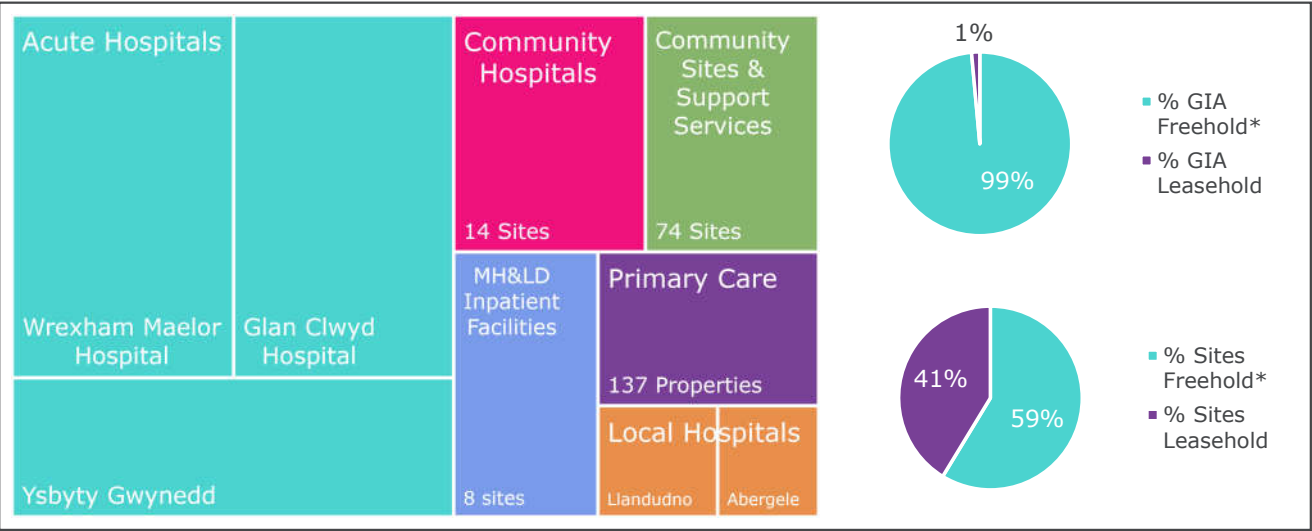 Acute Hospitals
Wrexham Maelor
Hospital
Glan Clwyd
Hospital
Ysbyty Gwynedd
Community
Hospitals
14 Sites
Community
Sites &
Support
Services
74 Sites
MH&LD
Inpatient
Facilities
8 sites
Primary Care
137 Properties
Local Hospitals
Llandudno
Abergele
1%
99%
% GIA
Freehold*
% GIA
Leasehold
41%
59%
% Sites
Freehold*
% Sites
Leasehold